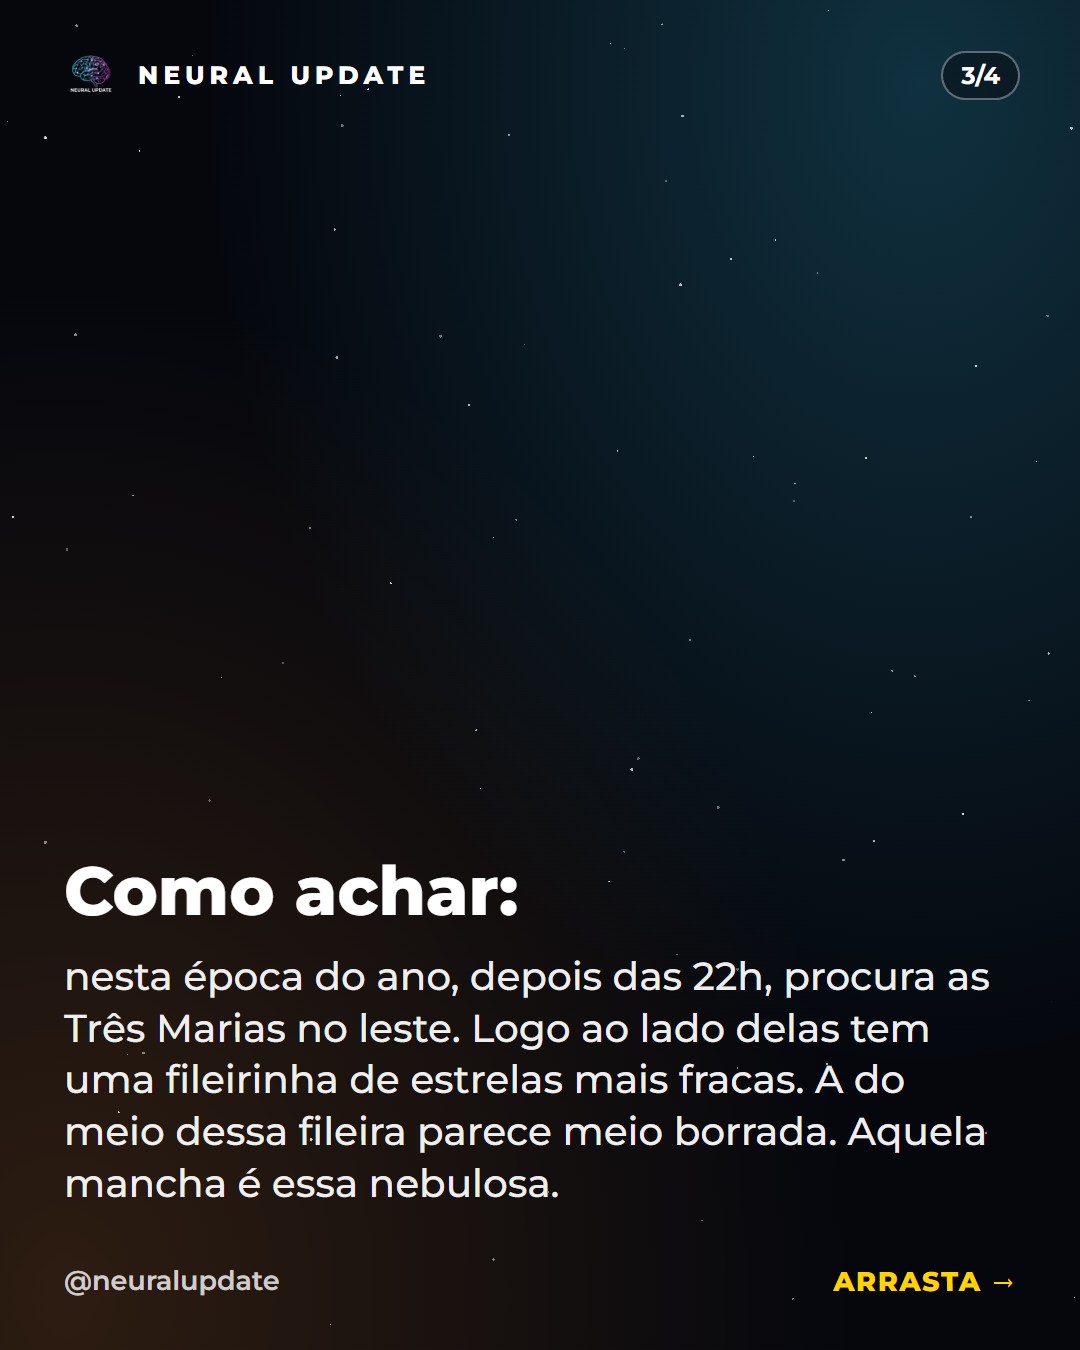 NEURAL UPDATE
NEURAL UPDATE
3/4
Como achar:
nesta época do ano, depois das 22h, procura as
Três Marias no leste. Logo ao lado delas tem
uma fileirinha de estrelas mais fracas. A do
meio dessa fileira parece meio borrada. Aquela
mancha é essa nebulosa.
@neuralupdate
ARRASTA →